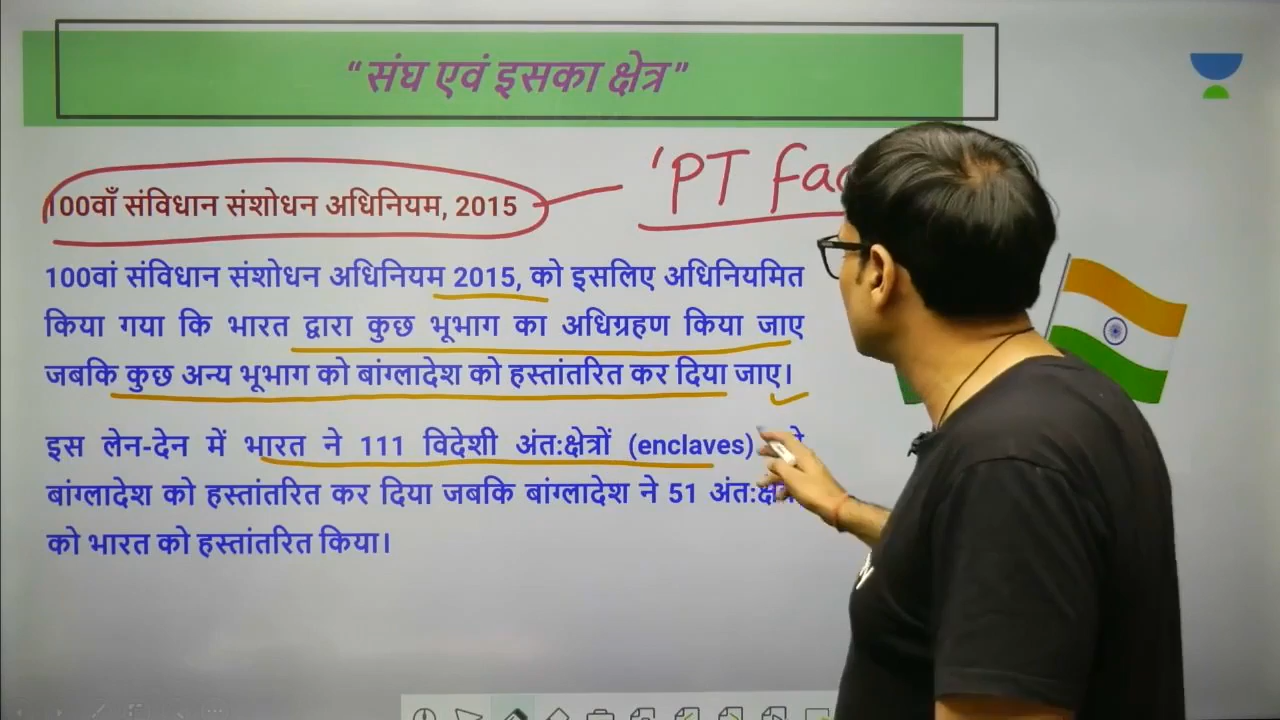 “संघ एवं इसका क्षेत्र”
100वाँ संविधान संशोधन अधिनियम, 2015
'PT
100वां संविधान संशोधन अधिनियम 2015, को इसलिए अधिनियमित
किया गया कि भारत द्वारा कुछ भूभाग का अधिग्रहण किया जाए
जबकि कुछ अन्य भूभाग को बांग्लादेश को हस्तांतरित कर दिया जाए।
इस लेन-देन में भारत ने 111 विदेशी अंत:क्षेत्रों (enclaves)
बांग्लादेश को हस्तांतरित कर दिया जबकि बांग्लादेश ने 51
को भारत को हस्तांतरित किया।